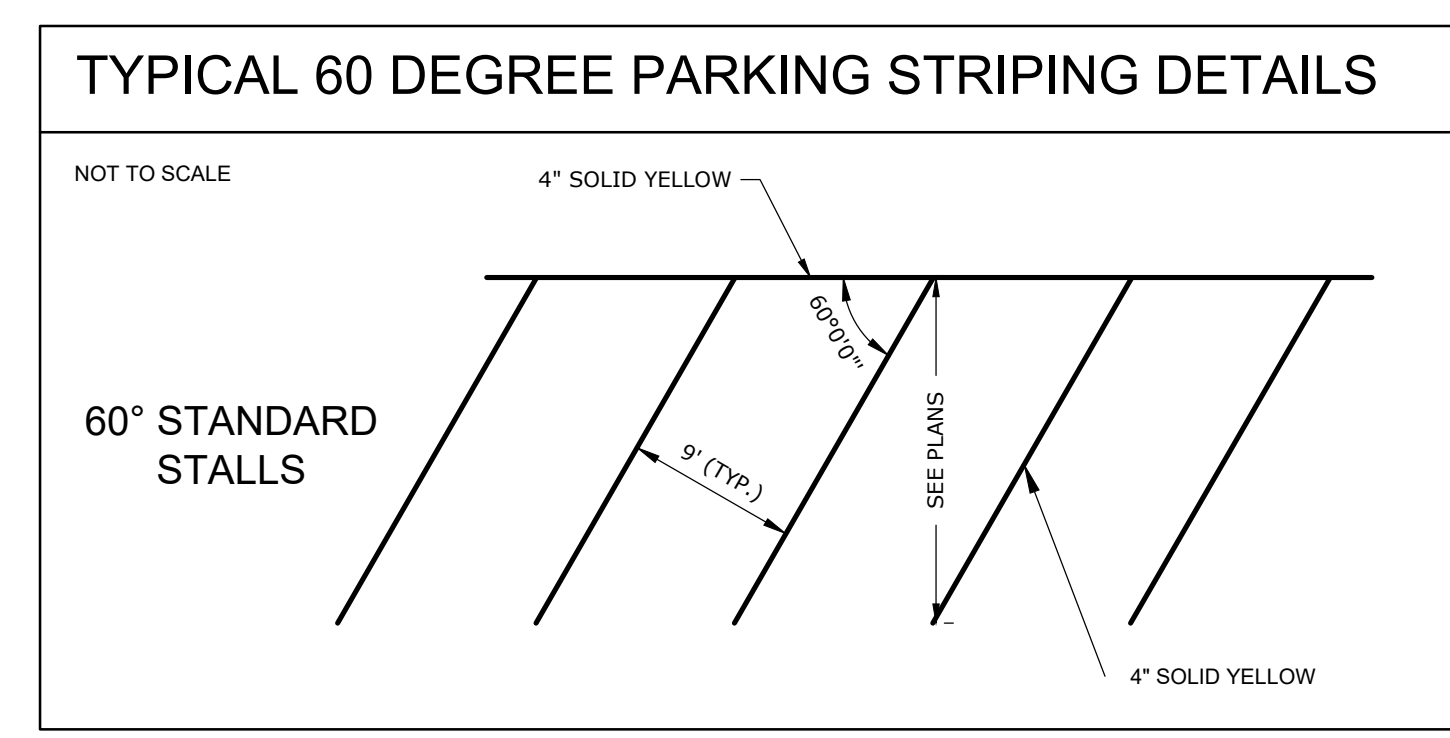 TYPICAL 60 DEGREE PARKING STRIPING DETAILS
NOT TO SCALE
4" SOLID YELLOW
60°0'0"'
60° STANDARD
STALLS
9' (TYP.)
SEE PLANS
4" SOLID YELLOW